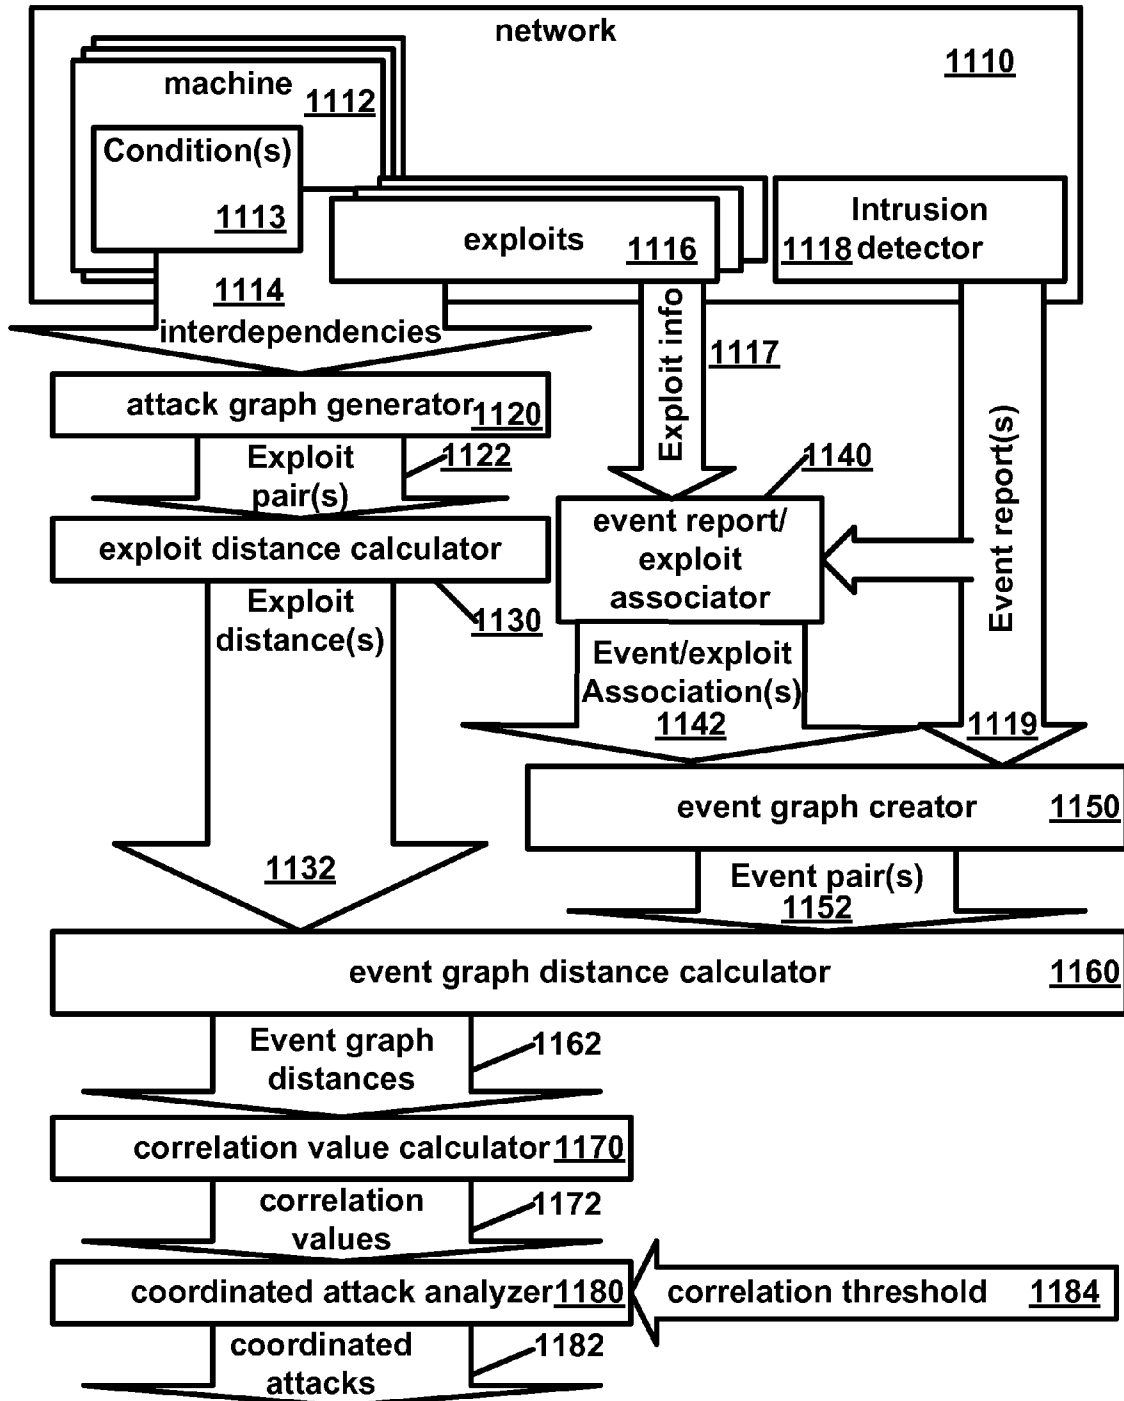 network
1110
machine
1112
Condition(s)
1113
exploits
1116
Intrusion
detector
1118
1114
interdependencies
Exploit info
1117
Event report(s)
attack graph generator
1120
Exploit
pair(s)
1122
1140
exploit distance calculator
event report/
exploit
associator
Exploit
distance(s)
1130
Event/exploit
Association(s)
1142
1119
event graph creator
1150
1132
Event pair(s)
1152
event graph distance calculator
1160
Event graph
distances
1162
correlation value calculator
1170
correlation
values
1172
coordinated attack analyzer
1180
correlation threshold
1184
coordinated
attacks
1182